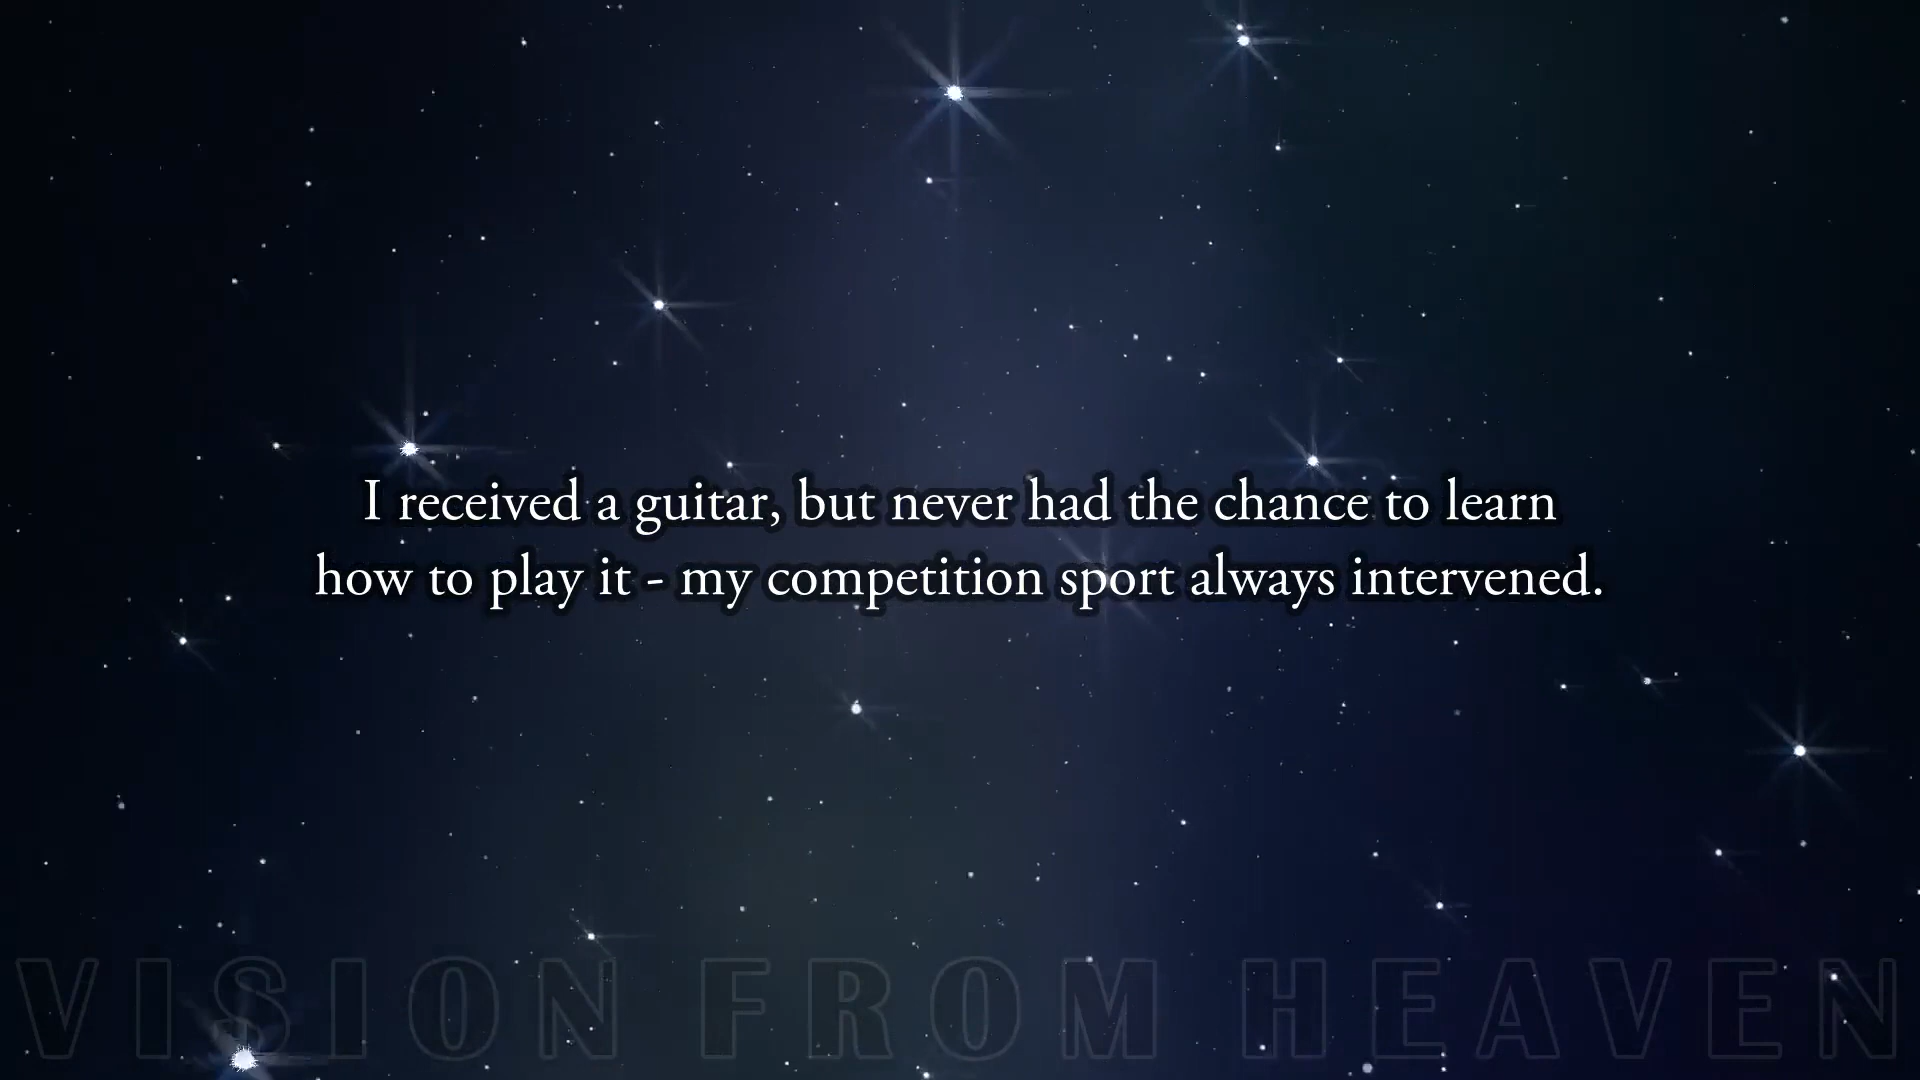 I received a guitar, but never had the chance to learn
how to play it - my competition sport always intervened.
VISION FROM HEAVEN